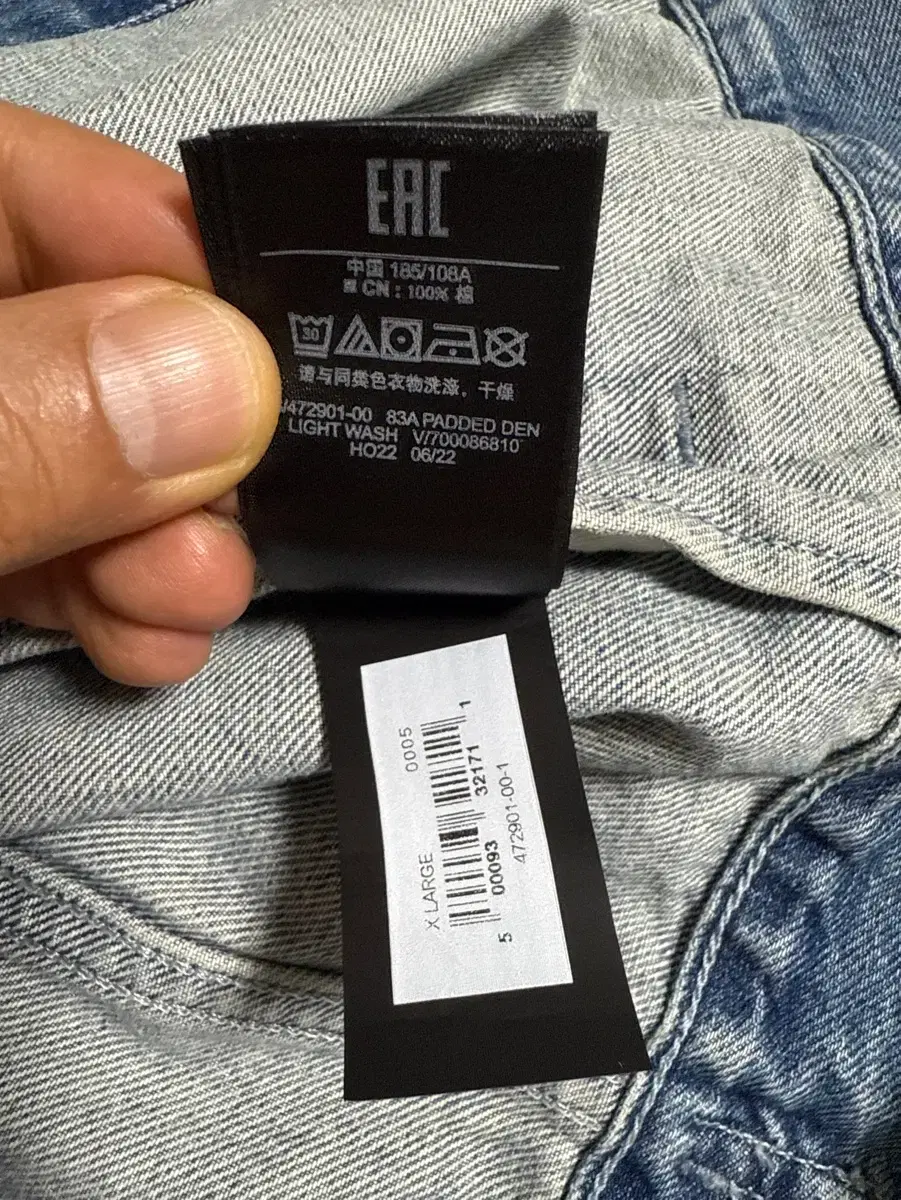 EAC
中国 185/108A
CN : 100% 棉
30
请与同类色衣物洗涤，干燥
472901-00 83A PADDED DEN
LIGHT WASH V/700086810
HO22 06/22
X LARGE 0005
5 00093 32171 1
472901-00-1